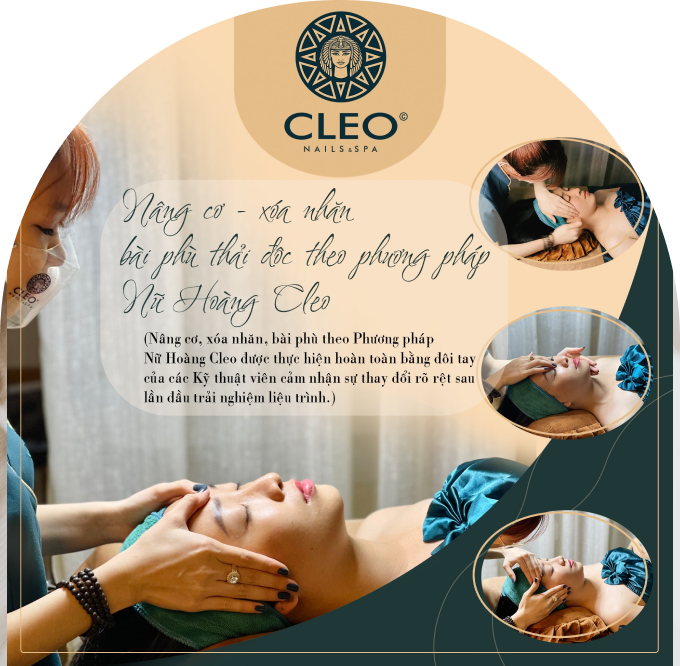 CLEO©
NAILS&SPA
Nâng cơ - xóa nhăn
bài phù thải độc theo phương pháp
Nữ Hoàng Cleo
(Nâng cơ, xóa nhăn, bài phù theo Phương pháp
Nữ Hoàng Cleo được thực hiện hoàn toàn bằng đôi tay
của các Kỹ thuật viên cảm nhận sự thay đổi rõ rệt sau
lần đầu trải nghiệm liệu trình.)
CLEO